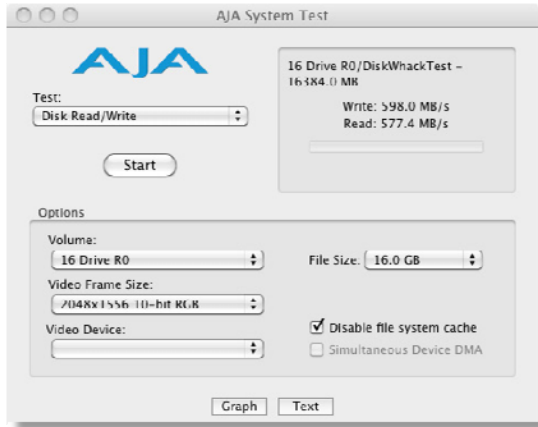 AJA System Test
AJA
Test:
Disk Read/Write
Start
16 Drive R0/DiskWhackTest –
16384.0 MB
Write: 598.0 MB/s
Read: 577.4 MB/s
Options
Volume:
16 Drive R0
File Size: 16.0 GB
Video Frame Size:
2048x1556 10-bit RGB
Video Device:
Disable file system cache
Simultaneous Device DMA
Graph
Text